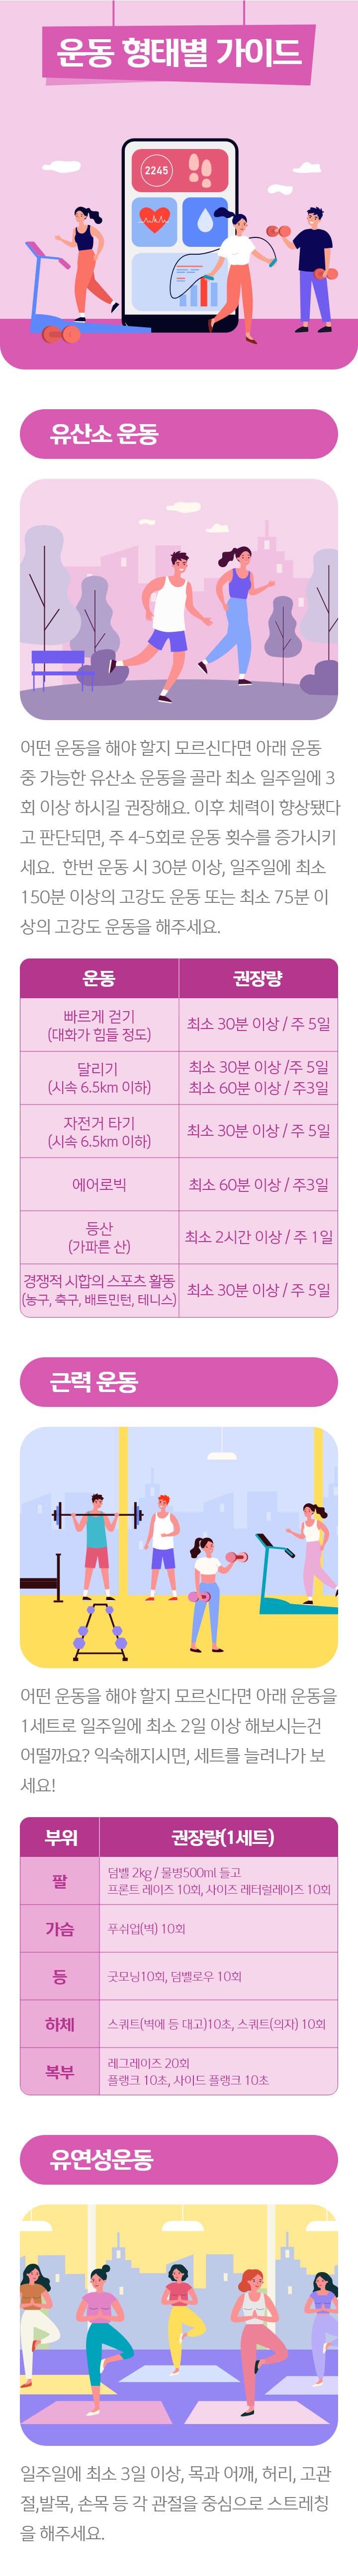 운동 형태별 가이드
2245
유산소 운동
어떤 운동을 해야 할지 모르신다면 아래 운동
중 가능한 유산소 운동을 골라 최소 일주일에 3
회 이상 하시길 권장해요. 이후 체력이 향상됐다
고 판단되면, 주 4-5회로 운동 횟수를 증가시키
세요. 한번 운동 시 30분 이상, 일주일에 최소
150분 이상의 고강도 운동 또는 최소 75분 이
상의 고강도 운동을 해주세요.
운동 권장량
빠르게 걷기
(대화가 힘들 정도)
최소 30분 이상 / 주 5일
달리기
(시속 6.5km 이하)
최소 30분 이상 /주 5일
최소 60분 이상 / 주3일
자전거 타기
(시속 6.5km 이하)
최소 30분 이상 / 주 5일
에어로빅 최소 60분 이상 / 주3일
등산
(가파른 산)
최소 2시간 이상 / 주 1일
경쟁적 시합의 스포츠 활동
(농구, 축구, 배트민턴, 테니스)
최소 30분 이상 / 주 5일
근력 운동
어떤 운동을 해야 할지 모르신다면 아래 운동을
1세트로 일주일에 최소 2일 이상 해보시는건
어떨까요? 익숙해지시면, 세트를 늘려나가 보
세요!
부위 권장량(1세트)
팔
덤벨 2kg / 물병500ml 들고
프론트 레이즈 10회, 사이즈 레터럴레이즈 10회
가슴 푸쉬업(벽) 10회
등 굿모닝10회, 덤벨로우 10회
하체 스쿼트(벽에 등 대고)10초, 스쿼트(의자) 10회
복부
레그레이즈 20회
플랭크 10초, 사이드 플랭크 10초
유연성운동
일주일에 최소 3일 이상, 목과 어깨, 허리, 고관
절,발목, 손목 등 각 관절을 중심으로 스트레칭
을 해주세요.